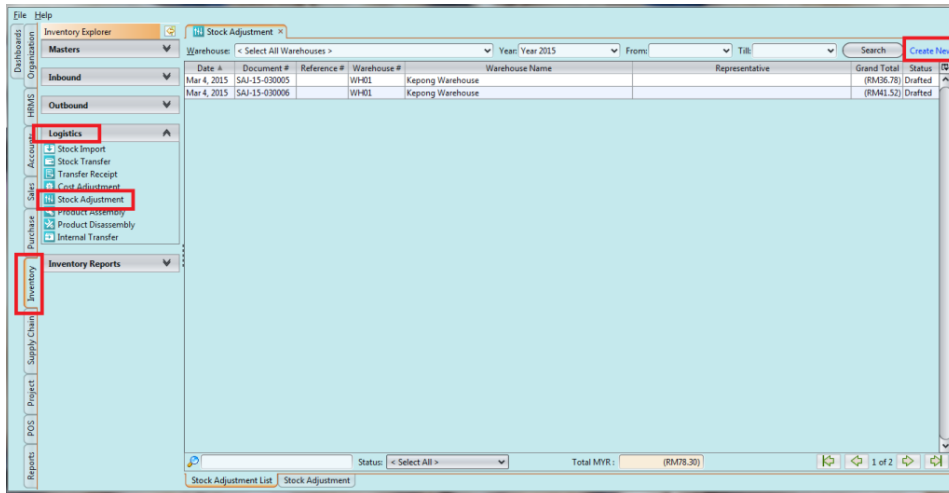 File Help
Dashboards
Organization
HRMS
Accounts
Sales
Purchase
Inventory
Supply Chain
Project
POS
Reports
Inventory Explorer
Masters
Inbound
Outbound
Logistics
Stock Import
Stock Transfer
Transfer Receipt
Cost Adjustment
Stock Adjustment
Product Assembly
Product Disassembly
Internal Transfer
Inventory Reports
Stock Adjustment ×
Warehouse: < Select All Warehouses > Year: Year 2015 From: Till: Search Create New
Date Document # Reference # Warehouse # Warehouse Name Representative Grand Total Status
Mar 4, 2015 SAJ-15-030005 WH01 Kepong Warehouse (RM36.78) Drafted
Mar 4, 2015 SAJ-15-030006 WH01 Kepong Warehouse (RM41.52) Drafted
Status: < Select All > Total MYR : (RM78.30) 1 of 2
Stock Adjustment List Stock Adjustment